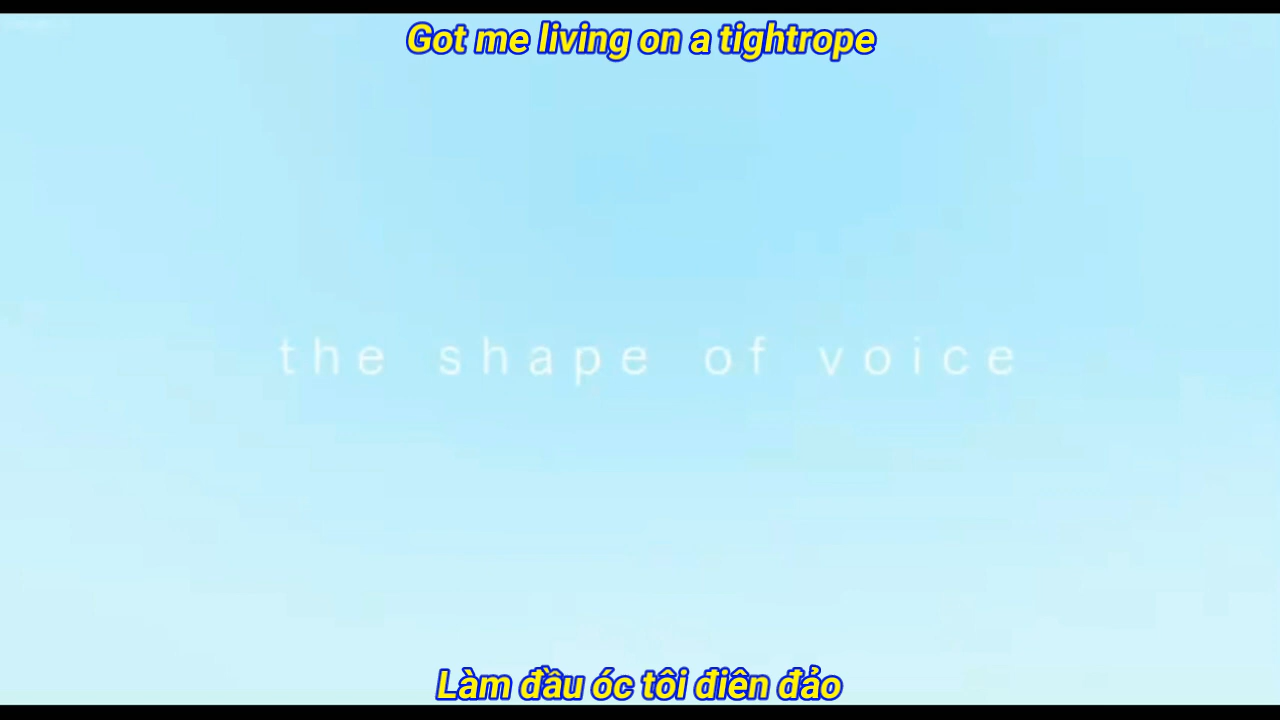 Got me living on a tightrope
the shape of voice
Làm đầu óc tôi điên đảo